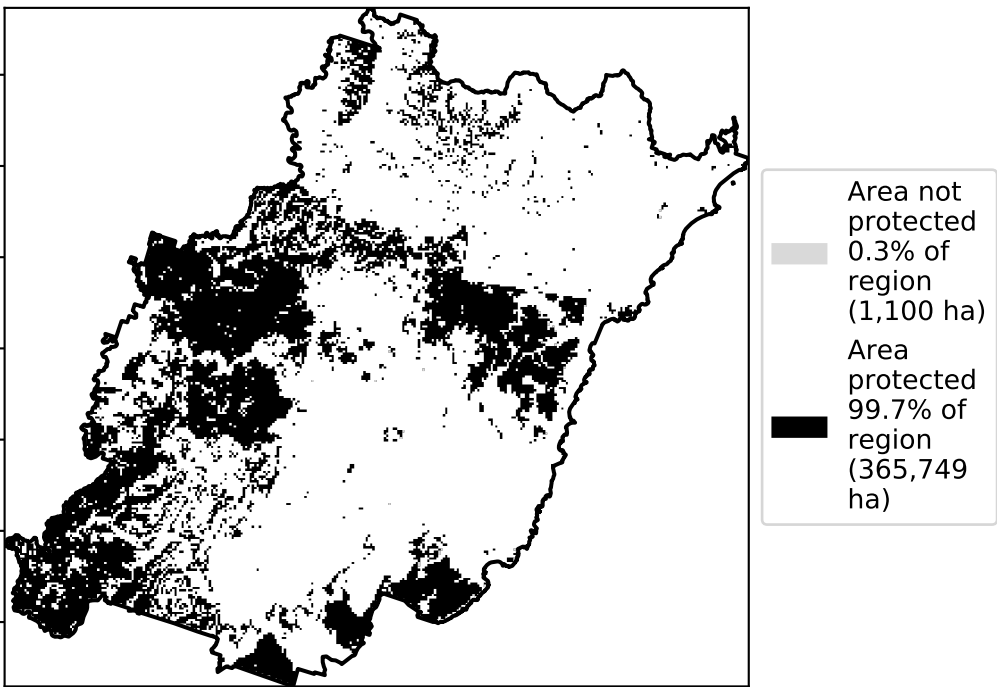 Area not
protected
0.3% of
region
(1,100 ha)
Area
protected
99.7% of
region
(365,749
ha)